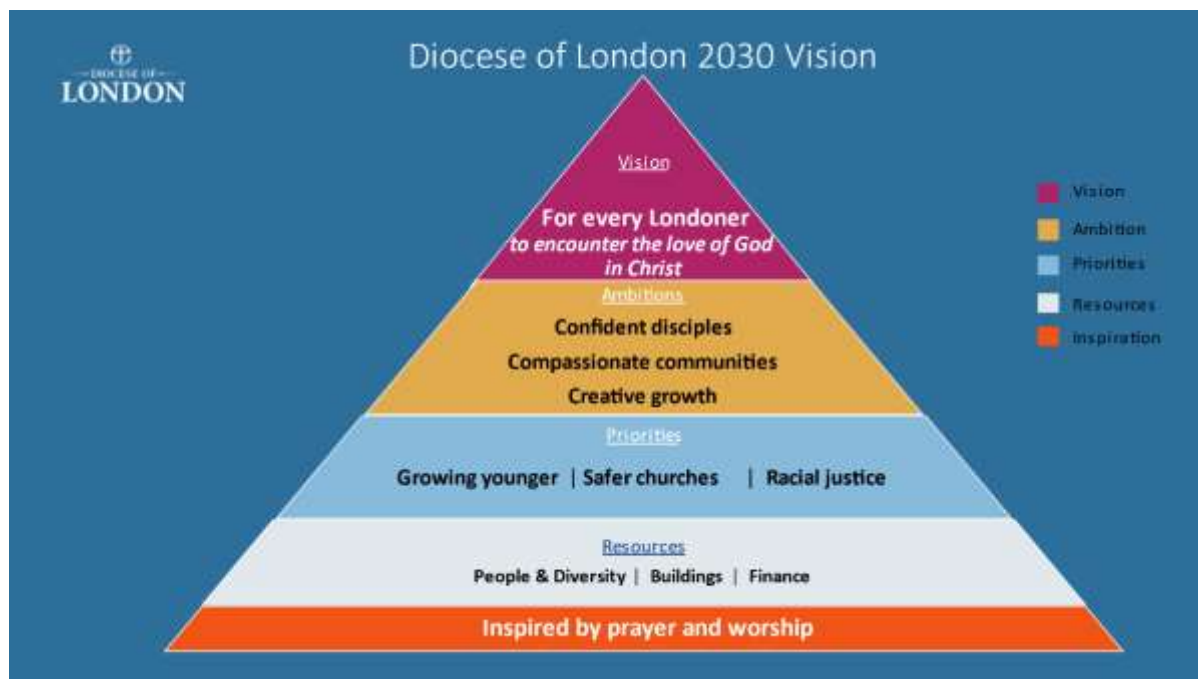 DIOCESE OF
LONDON
Diocese of London 2030 Vision
Vision
For every Londoner
to encounter the love of God
in Christ
Ambitions
Confident disciples
Compassionate communities
Creative growth
Priorities
Growing younger | Safer churches | Racial justice
Resources
People & Diversity | Buildings | Finance
Inspired by prayer and worship
Vision
Ambition
Priorities
Resources
Inspiration